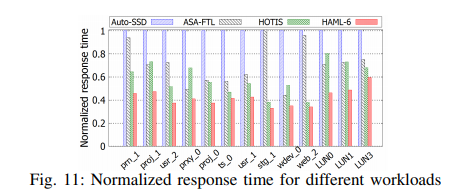 Auto-SSD ASA-FTL HOTIS HAML-6
Normalized response time
1
0.8
0.6
0.4
0.2
0
prn_1 proj_1 usr_2 prxy_0 proj_0 ts_0 usr_1 stg_1 wdev_0 web_2 LUN0 LUN1 LUN3
Fig. 11: Normalized response time for different workloads